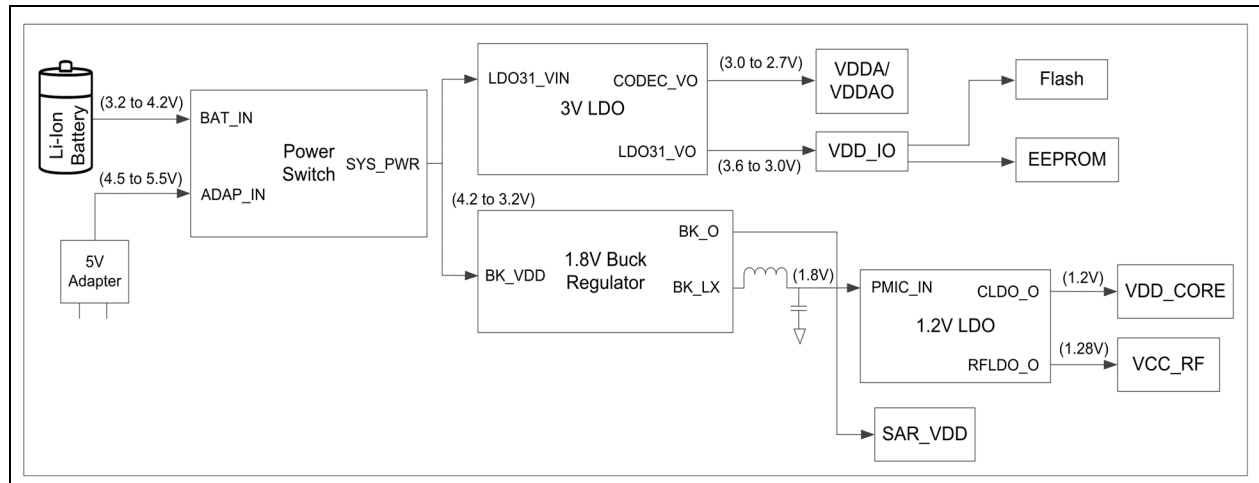 Li-Ion
Battery
(3.2 to 4.2V)
BAT_IN
Power
Switch
SYS_PWR
(4.5 to 5.5V)
ADAP_IN
5V
Adapter
LDO31_VIN
CODEC_VO
3V LDO
LDO31_VO
(3.0 to 2.7V)
VDDA/
VDDAO
(3.6 to 3.0V)
VDD_IO
Flash
EEPROM
(4.2 to 3.2V)
BK_VDD
1.8V Buck
Regulator
BK_O
BK_LX
(1.8V)
PMIC_IN
CLDO_O
1.2V LDO
RFLDO_O
(1.2V)
VDD_CORE
(1.28V)
VCC_RF
SAR_VDD